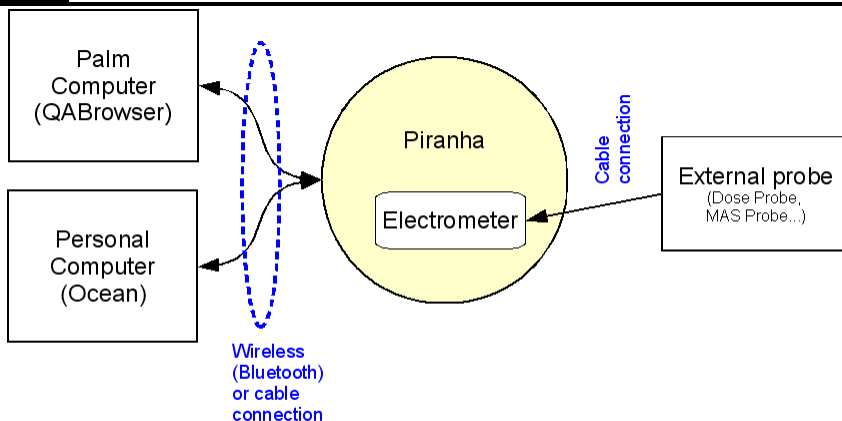 Palm
Computer
(QABrowser)
Piranha
Electrometer
Cable
connection
External probe
(Dose Probe,
MAS Probe...)
Personal
Computer
(Ocean)
Wireless
(Bluetooth)
or cable
connection